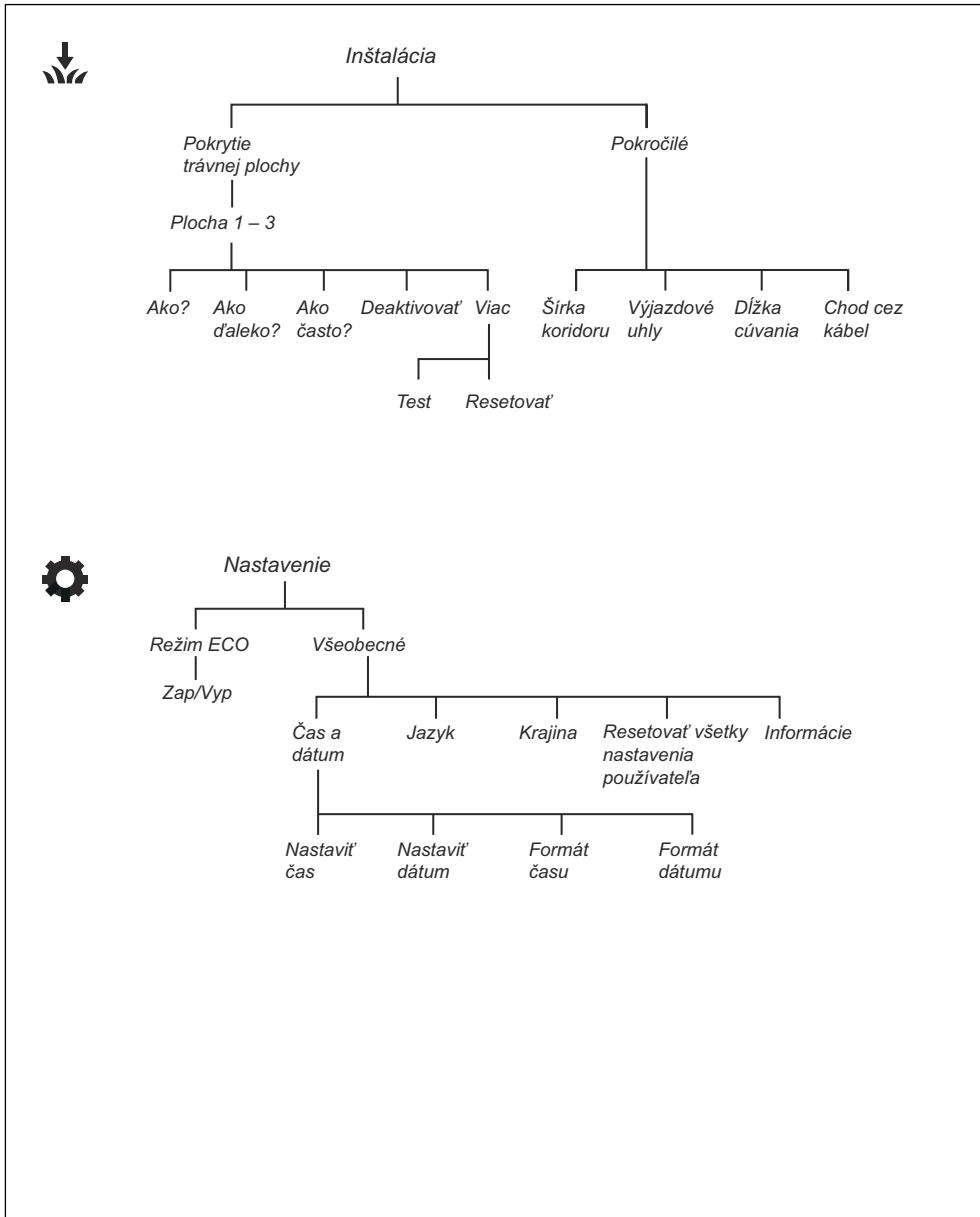 Inštalácia
Pokrytie
trávnej plochy
Pokročilé
Plocha 1 – 3
Ako?
Ako
ďaleko?
Ako
často?
Deaktivovať
Viac
Šírka
koridoru
Výjazdové
uhly
Dĺžka
cúvania
Chod cez
kábel
Test
Resetovať
Nastavenie
Režim ECO
Všeobecné
Zap/Vyp
Čas a
dátum
Jazyk
Krajina
Resetovať všetky
nastavenia
používateľa
Informácie
Nastaviť
čas
Nastaviť
dátum
Formát
času
Formát
dátumu